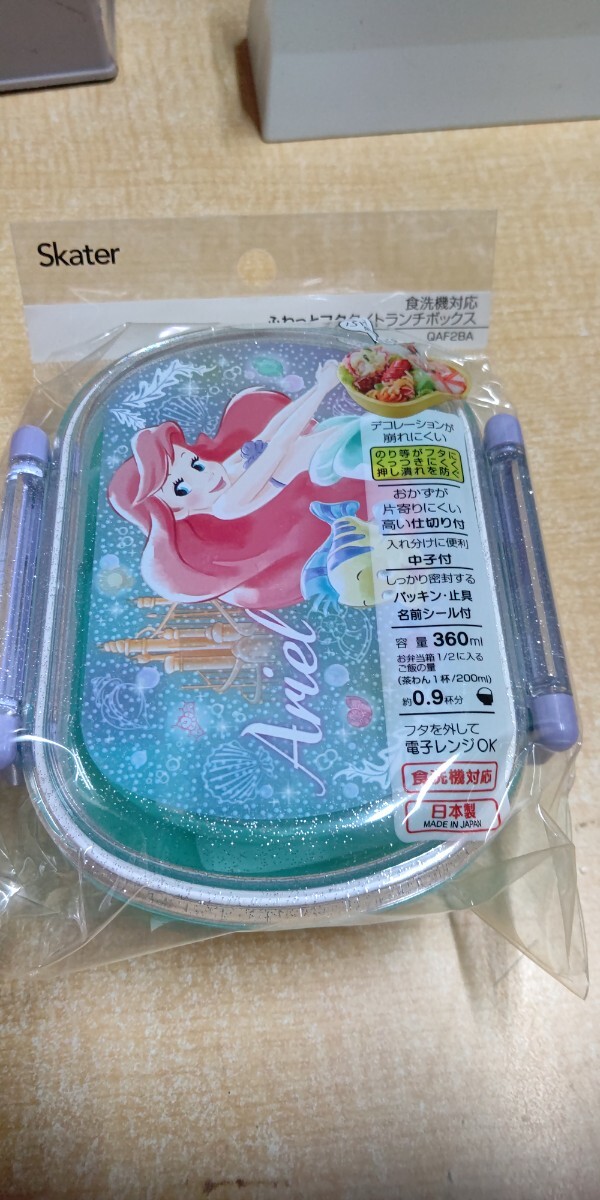 Skater
食洗機対応
ふわっとフタタイトランチボックス
QAF2BA
デコレーションが
崩れにくい
のり等がフタに
くっつきにくく
押し潰れを防ぐ
おかずが
片寄りにくい
高い仕切り付
入れ分けに便利
中子付
しっかり密封する
パッキン・止具
名前シール付
容量 360ml
お弁当箱1/2に入る
ご飯の量
(茶わん1杯/200ml)
約0.9杯分
フタを外して
電子レンジOK
食洗機対応
日本製
MADE IN JAPAN
Ariel